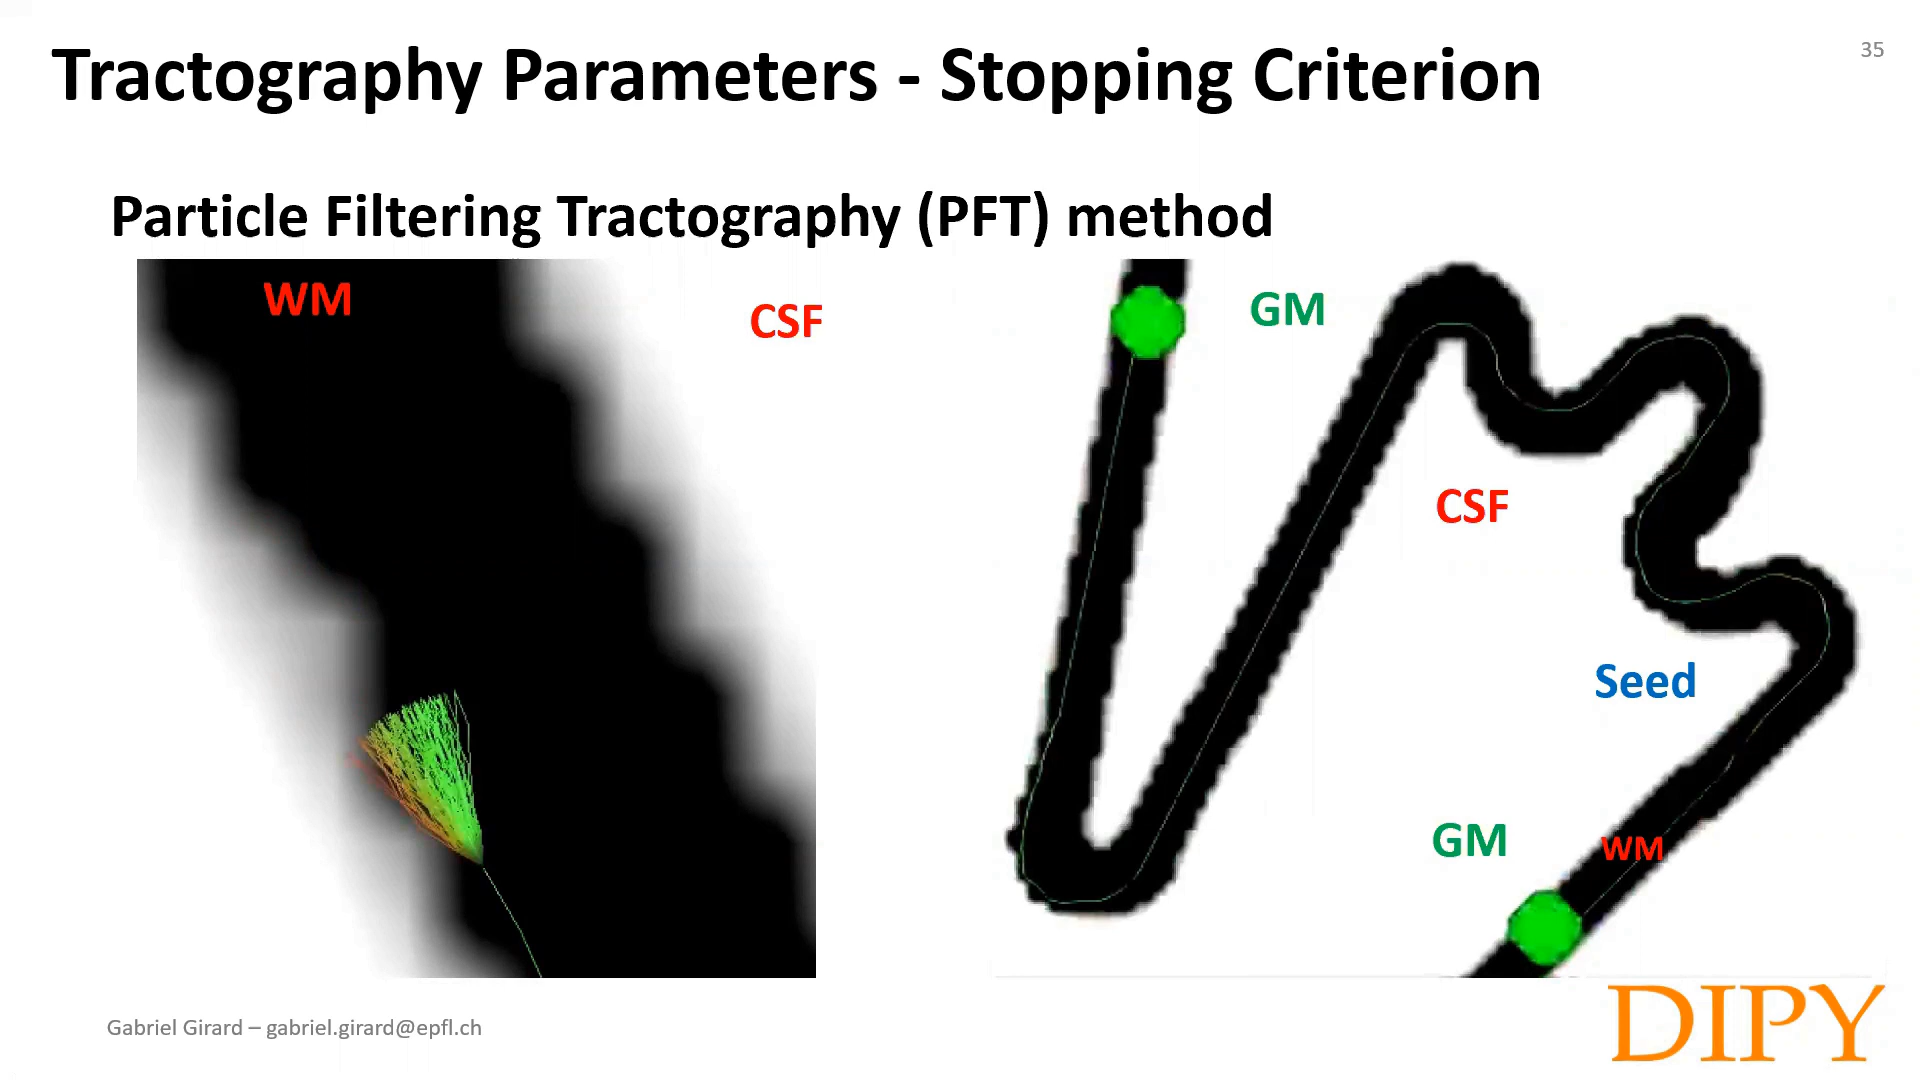 Tractography Parameters - Stopping Criterion
35
Particle Filtering Tractography (PFT) method
WM
CSF
GM
CSF
Seed
GM
WM
Gabriel Girard – gabriel.girard@epfl.ch
DIPY